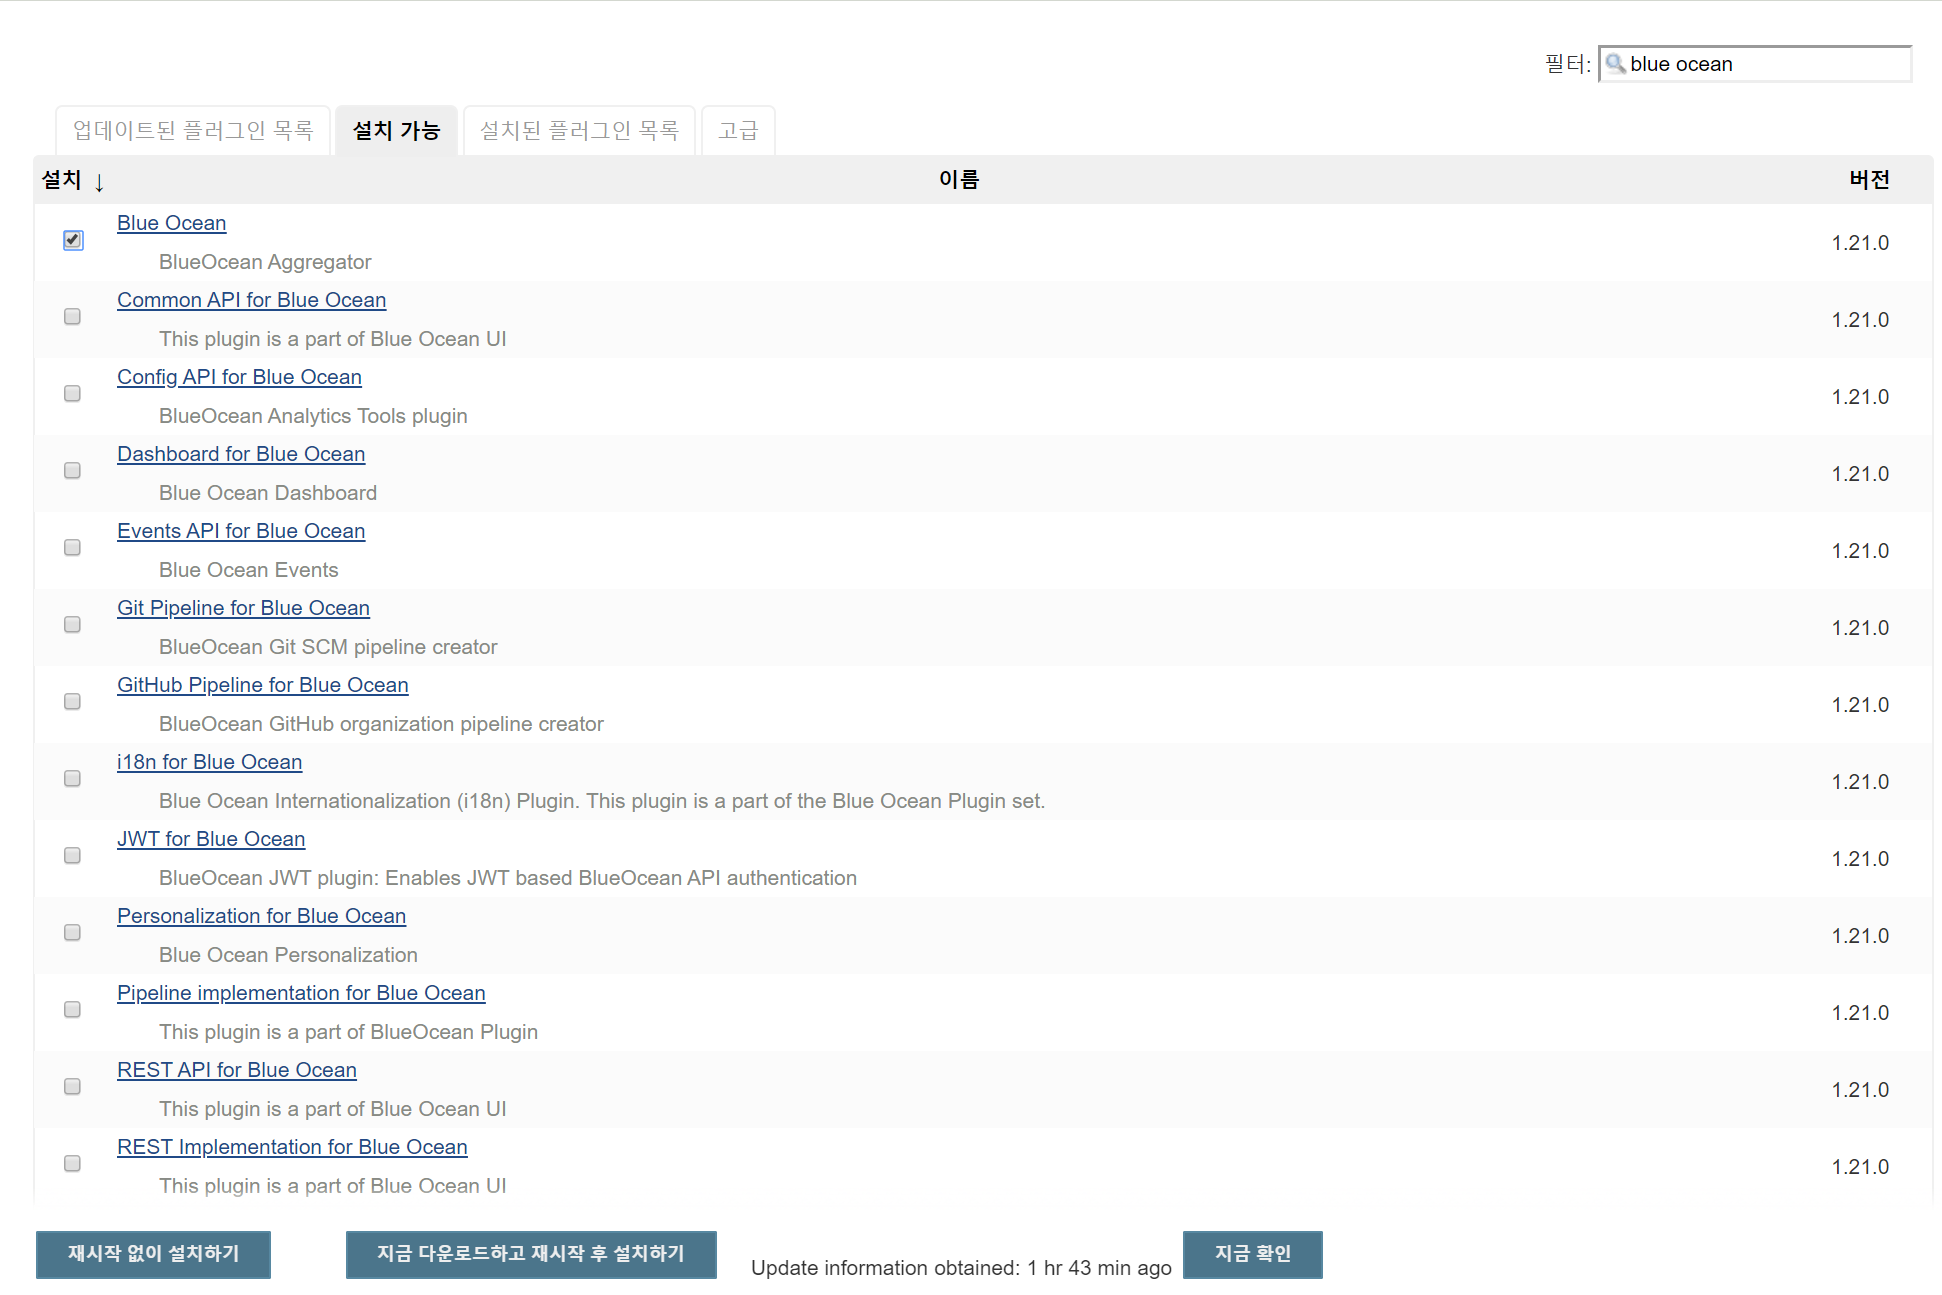 필터: blue ocean
업데이트된 플러그인 목록 설치 가능 설치된 플러그인 목록 고급
설치 ↓ 이름 버전
Blue Ocean
BlueOcean Aggregator
1.21.0
Common API for Blue Ocean
This plugin is a part of Blue Ocean UI
1.21.0
Config API for Blue Ocean
BlueOcean Analytics Tools plugin
1.21.0
Dashboard for Blue Ocean
Blue Ocean Dashboard
1.21.0
Events API for Blue Ocean
Blue Ocean Events
1.21.0
Git Pipeline for Blue Ocean
BlueOcean Git SCM pipeline creator
1.21.0
GitHub Pipeline for Blue Ocean
BlueOcean GitHub organization pipeline creator
1.21.0
i18n for Blue Ocean
Blue Ocean Internationalization (i18n) Plugin. This plugin is a part of the Blue Ocean Plugin set.
1.21.0
JWT for Blue Ocean
BlueOcean JWT plugin: Enables JWT based BlueOcean API authentication
1.21.0
Personalization for Blue Ocean
Blue Ocean Personalization
1.21.0
Pipeline implementation for Blue Ocean
This plugin is a part of BlueOcean Plugin
1.21.0
REST API for Blue Ocean
This plugin is a part of Blue Ocean UI
1.21.0
REST Implementation for Blue Ocean
This plugin is a part of Blue Ocean UI
1.21.0
재시작 없이 설치하기 지금 다운로드하고 재시작 후 설치하기 Update information obtained: 1 hr 43 min ago 지금 확인